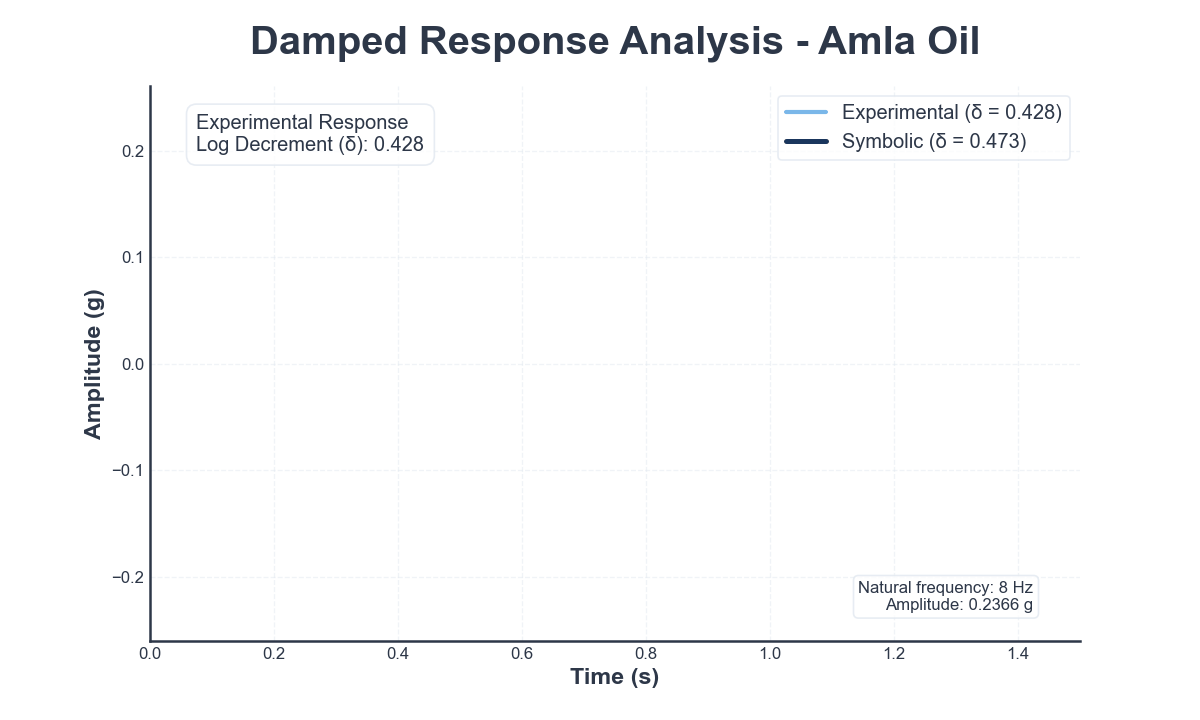 Damped Response Analysis - Amla Oil
Experimental Response
Log Decrement (δ): 0.428
Experimental (δ = 0.428)
Symbolic (δ = 0.473)
Amplitude (g)
0.2
0.1
0.0
−0.1
−0.2
Natural frequency: 8 Hz
Amplitude: 0.2366 g
0.0 0.2 0.4 0.6 0.8 1.0 1.2 1.4
Time (s)